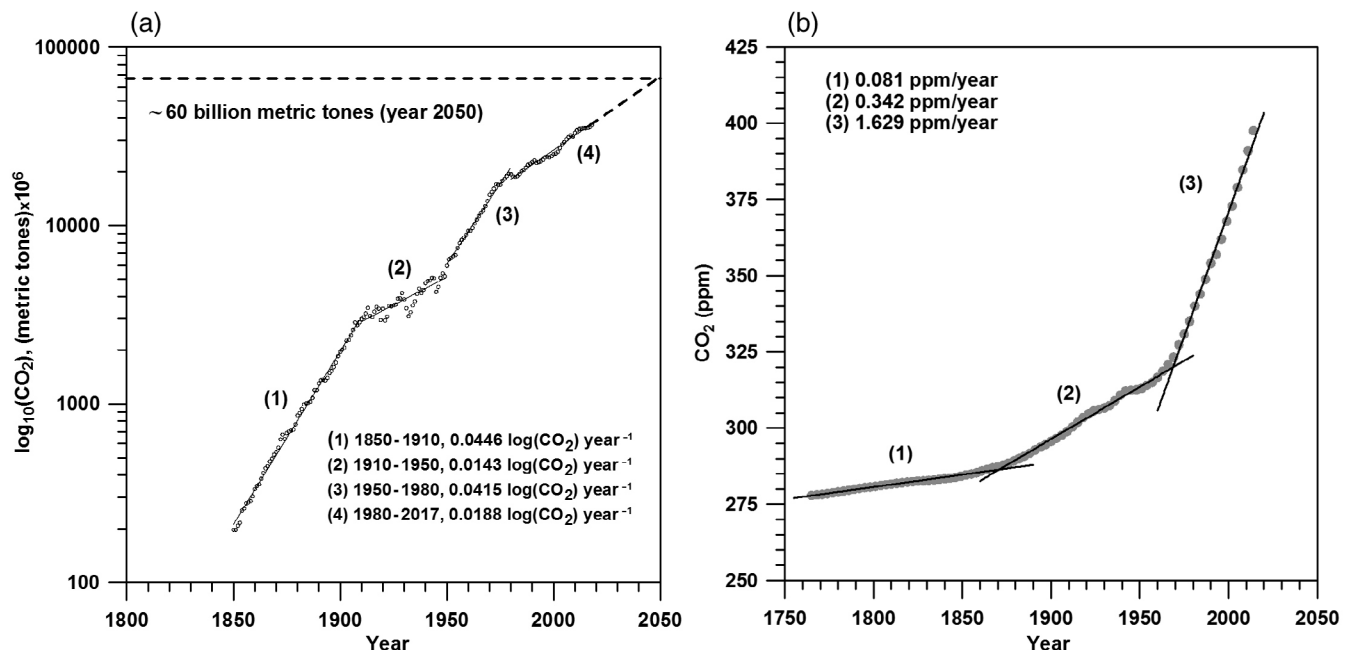 (a)
100000
10000
1000
100
log10(CO2), (metric tones)x10^6
~ 60 billion metric tones (year 2050)
(1)
(2)
(3)
(4)
(1) 1850-1910, 0.0446 log(CO2) year^-1
(2) 1910-1950, 0.0143 log(CO2) year^-1
(3) 1950-1980, 0.0415 log(CO2) year^-1
(4) 1980-2017, 0.0188 log(CO2) year^-1
1800 1850 1900 1950 2000 2050
Year
(b)
425
400
375
350
325
300
275
250
CO2 (ppm)
(1) 0.081 ppm/year
(2) 0.342 ppm/year
(3) 1.629 ppm/year
(1)
(2)
(3)
1750 1800 1850 1900 1950 2000 2050
Year